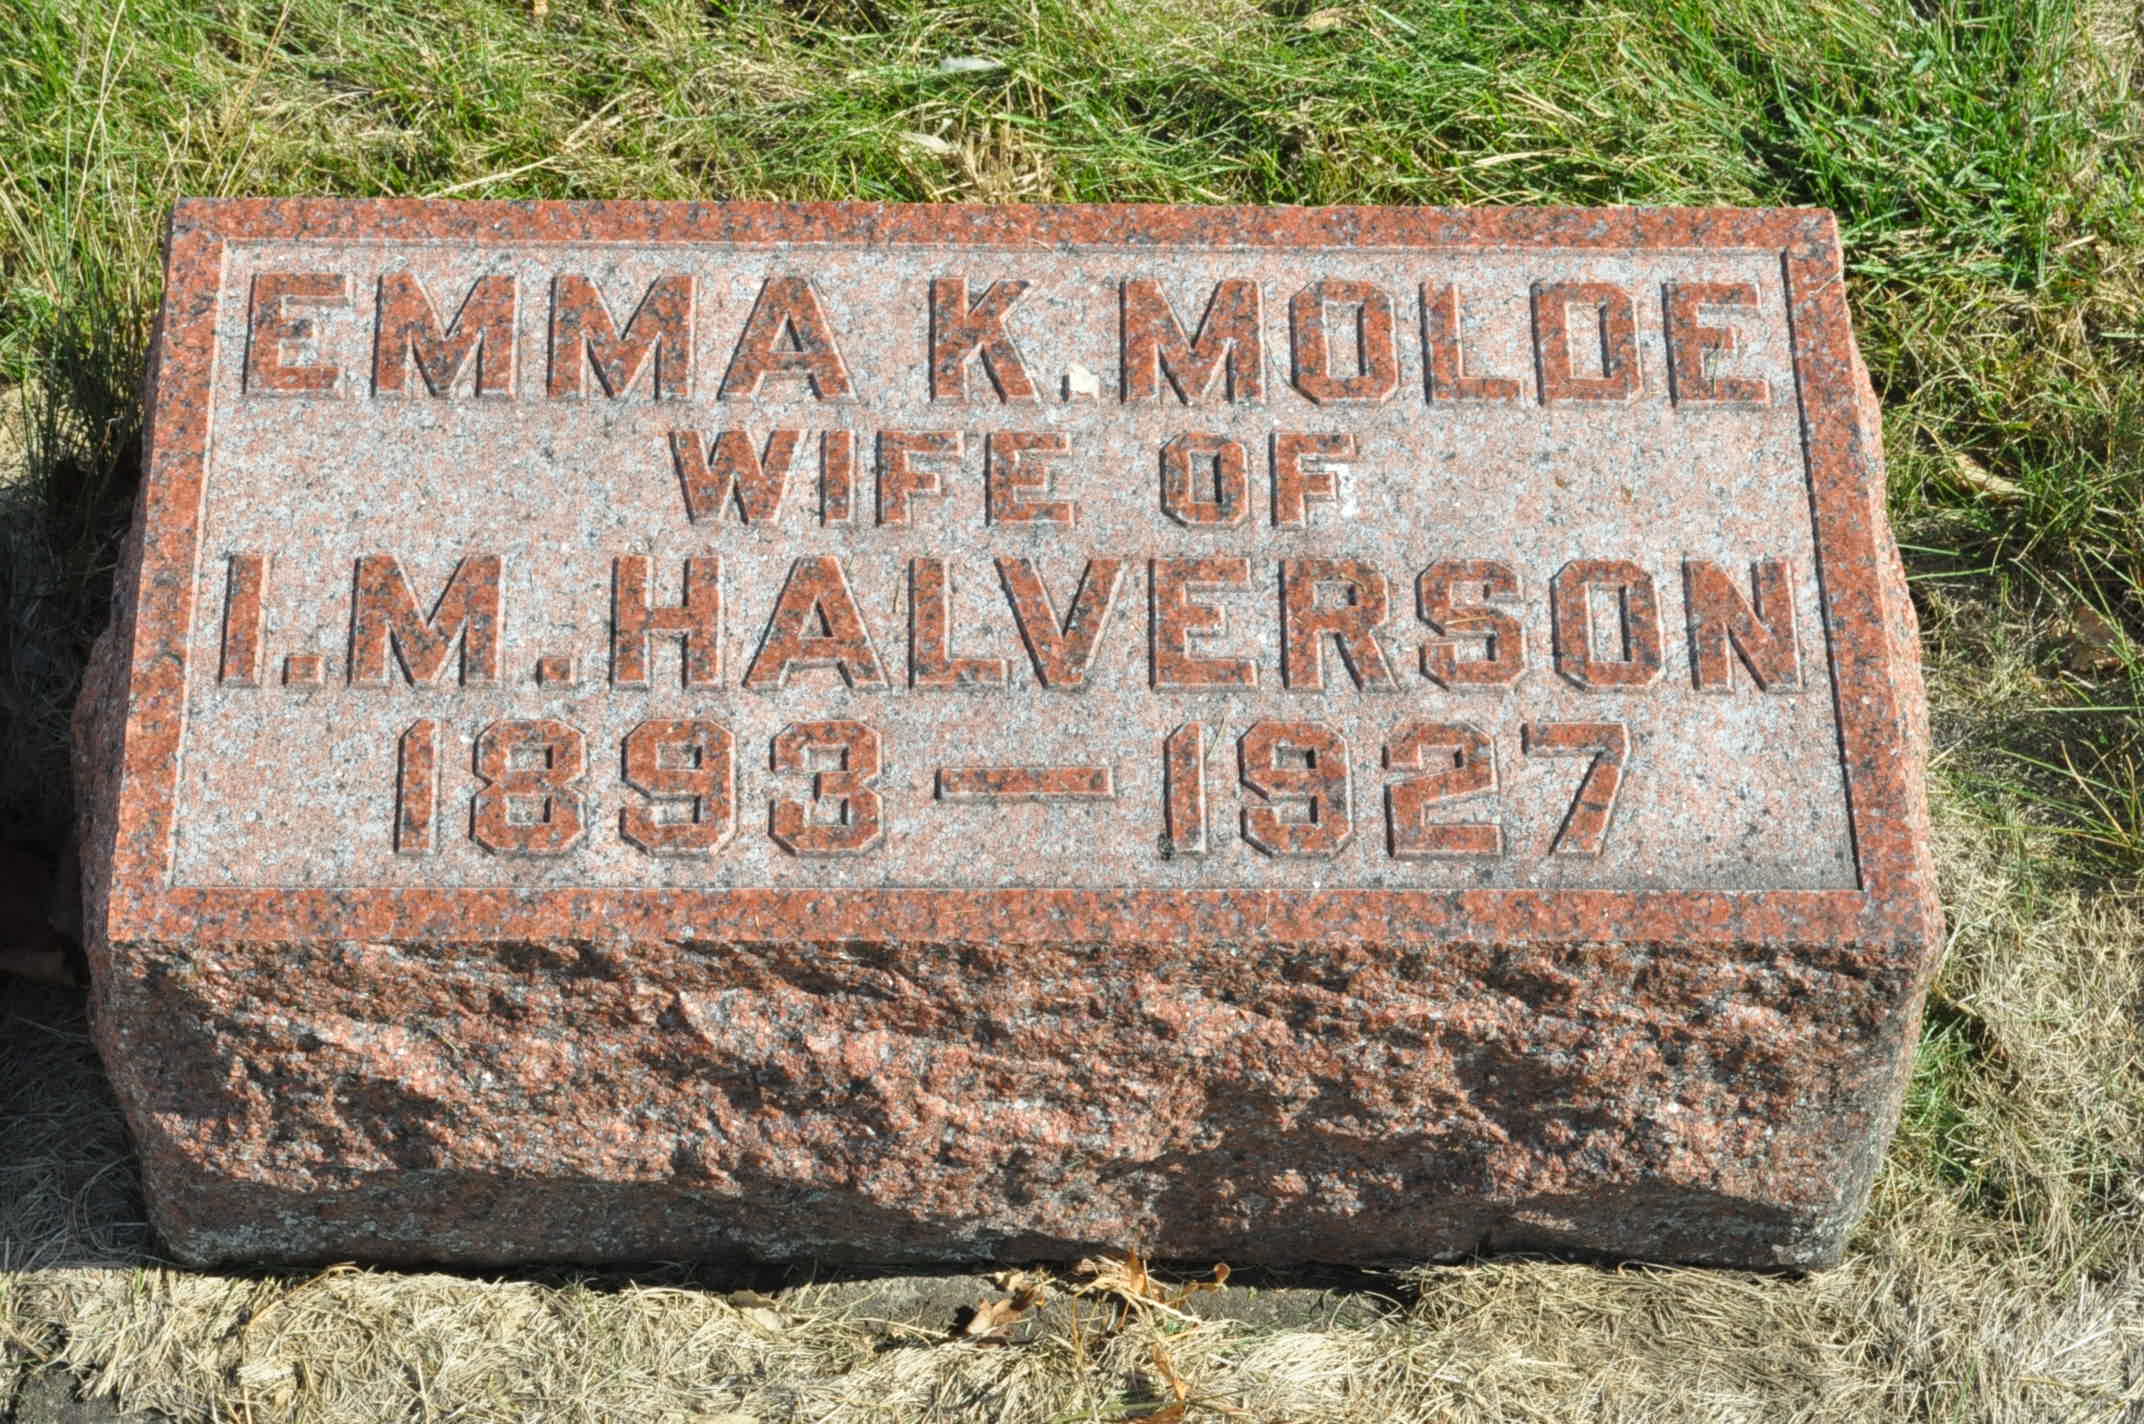 EMMA K. MOLDE
WIFE OF
I. M. HALVERSON
1893 — 1927